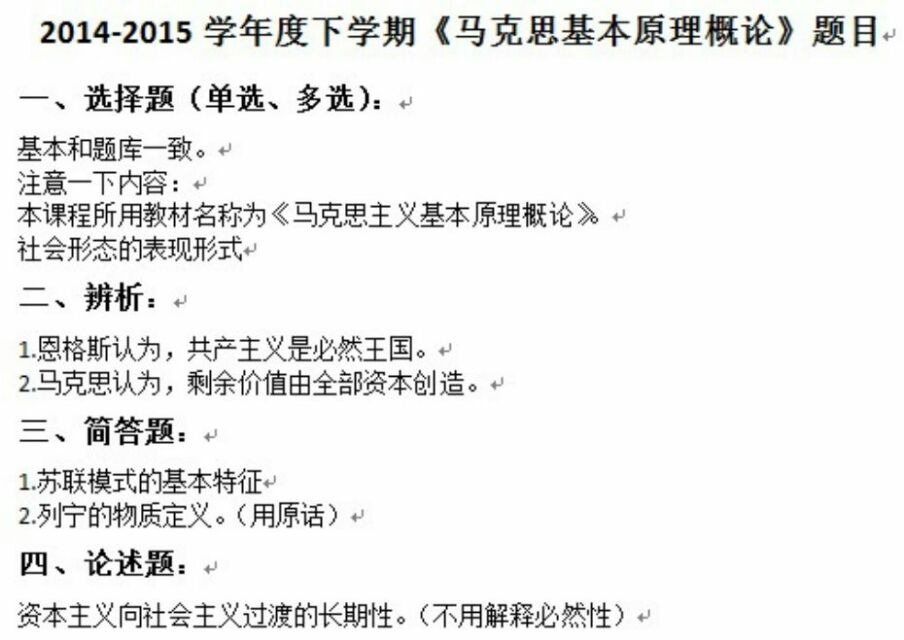 2014-2015 学年度下学期《马克思基本原理概论》题目
一、选择题（单选、多选）：
基本和题库一致。
注意一下内容：
本课程所用教材名称为《马克思主义基本原理概论》。
社会形态的表现形式
二、辨析：
1.恩格斯认为，共产主义是必然王国。
2.马克思认为，剩余价值由全部资本创造。
三、简答题：
1.苏联模式的基本特征
2.列宁的物质定义。（用原话）
四、论述题：
资本主义向社会主义过渡的长期性。（不用解释必然性）